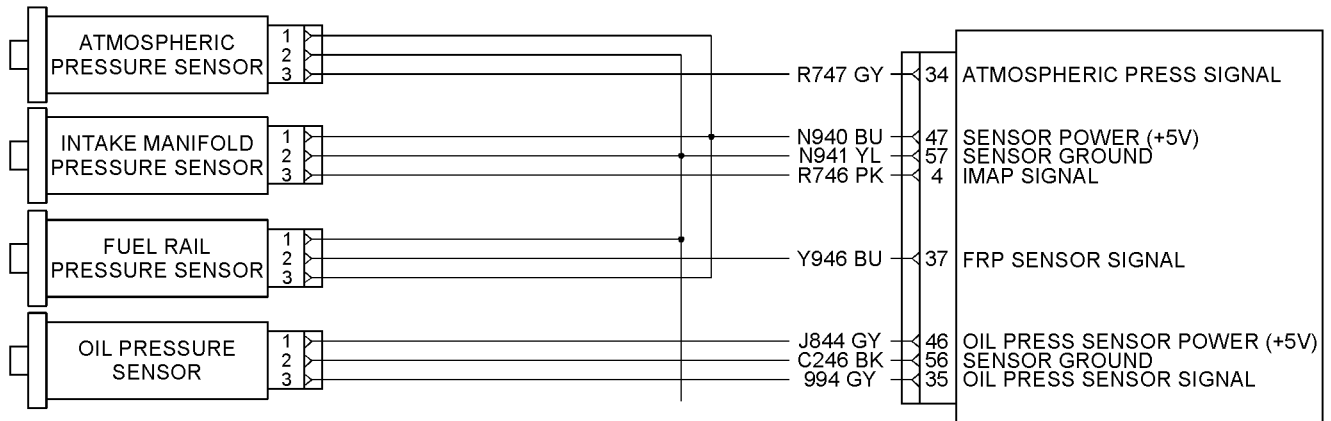 ATMOSPHERIC
PRESSURE SENSOR
1
2
3
R747 GY 34 ATMOSPHERIC PRESS SIGNAL
INTAKE MANIFOLD
PRESSURE SENSOR
1
2
3
N940 BU 47 SENSOR POWER (+5V)
N941 YL 57 SENSOR GROUND
R746 PK 4 IMAP SIGNAL
FUEL RAIL
PRESSURE SENSOR
1
2
3
Y946 BU 37 FRP SENSOR SIGNAL
OIL PRESSURE
SENSOR
1
2
3
J844 GY 46 OIL PRESS SENSOR POWER (+5V)
C246 BK 56 SENSOR GROUND
994 GY 35 OIL PRESS SENSOR SIGNAL